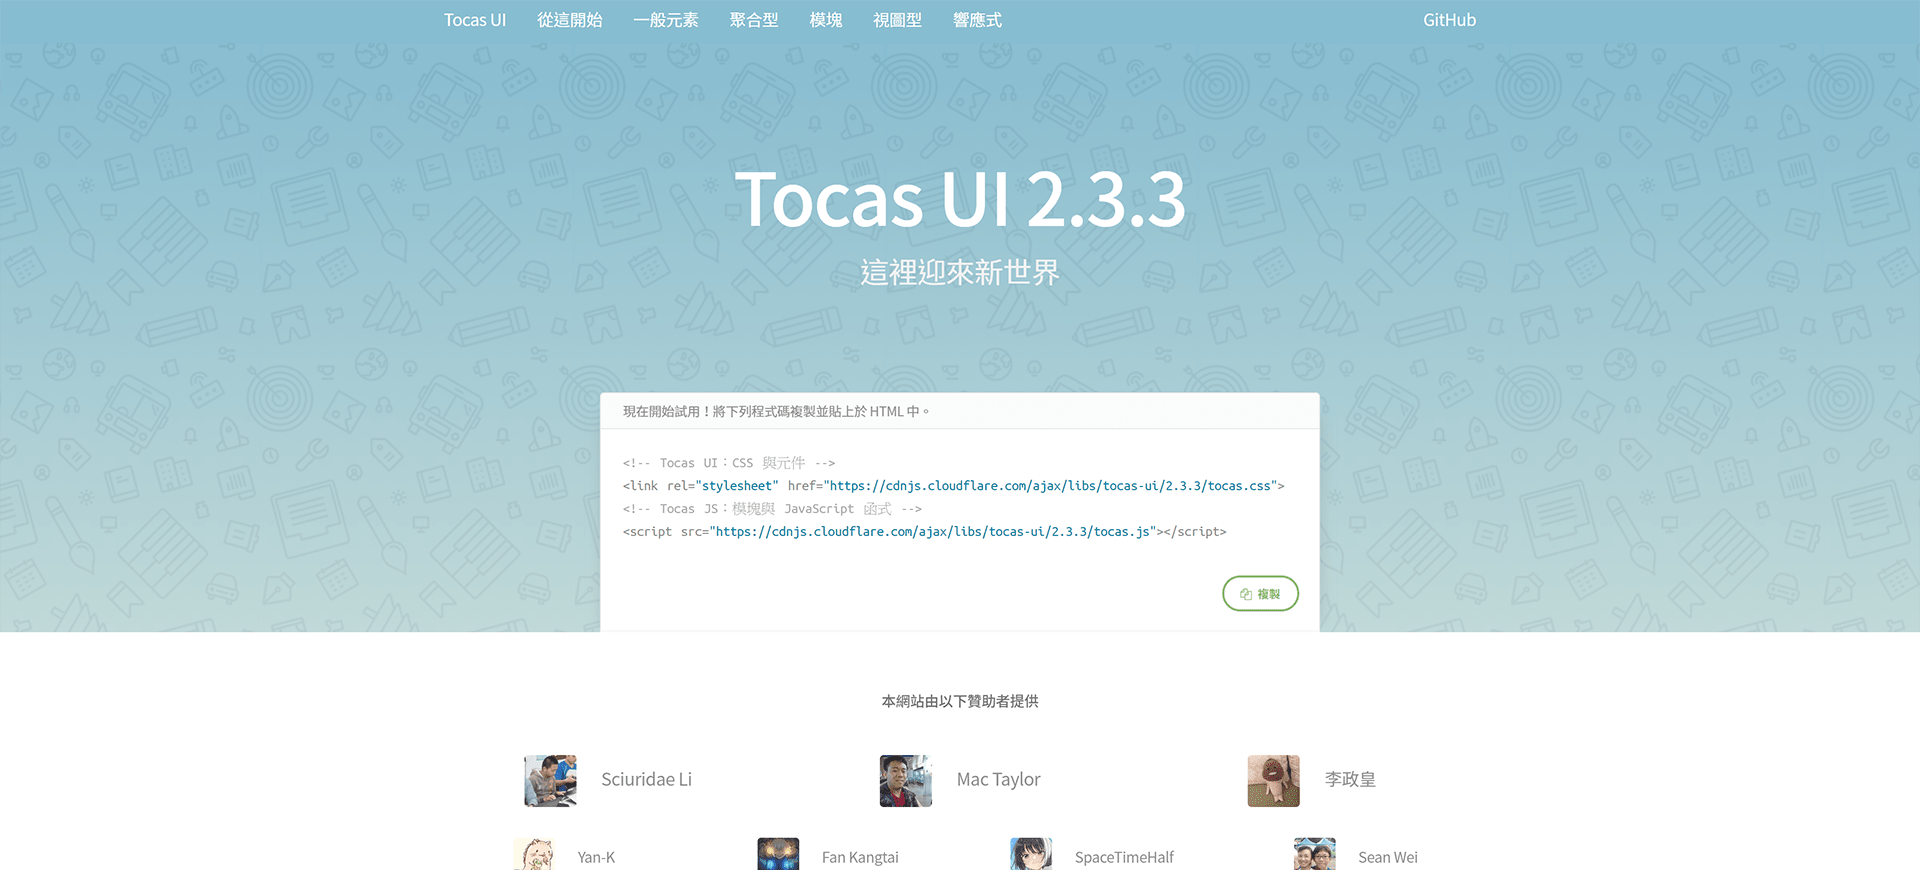 Tocas UI 從這開始 一般元素 聚合型 模塊 視圖型 響應式 GitHub
Tocas UI 2.3.3
這裡迎來新世界
現在開始試用！將下列程式碼複製並貼上於 HTML 中。
<!-- Tocas UI：CSS 與元件 -->
<link rel="stylesheet" href="https://cdnjs.cloudflare.com/ajax/libs/tocas-ui/2.3.3/tocas.css">
<!-- Tocas JS：模塊與 JavaScript 函式 -->
<script src="https://cdnjs.cloudflare.com/ajax/libs/tocas-ui/2.3.3/tocas.js"></script>
複製
本網站由以下贊助者提供
Sciuridae Li Mac Taylor 李政皇
Yan-K Fan Kangtai SpaceTimeHalf Sean Wei